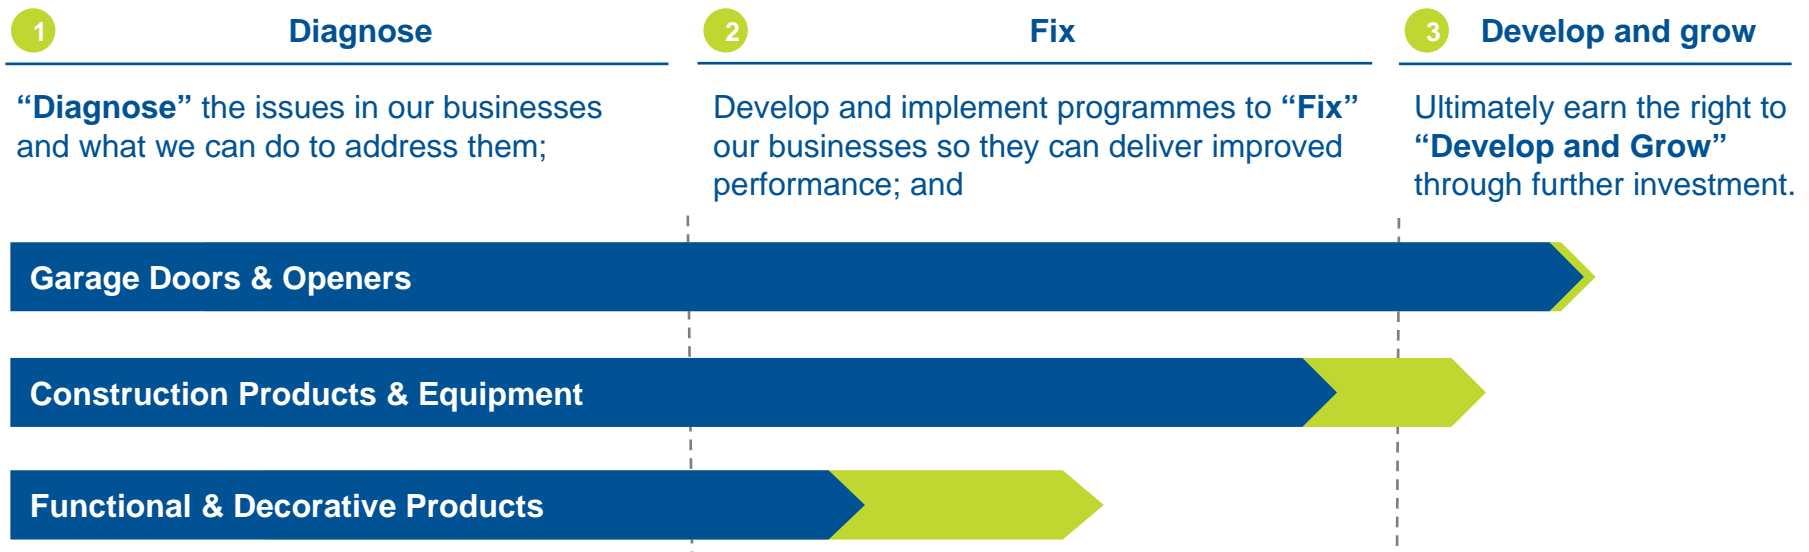 1 Diagnose
“Diagnose” the issues in our businesses
and what we can do to address them;
2 Fix
Develop and implement programmes to “Fix”
our businesses so they can deliver improved
performance; and
3 Develop and grow
Ultimately earn the right to
“Develop and Grow”
through further investment.
Garage Doors & Openers
Construction Products & Equipment
Functional & Decorative Products